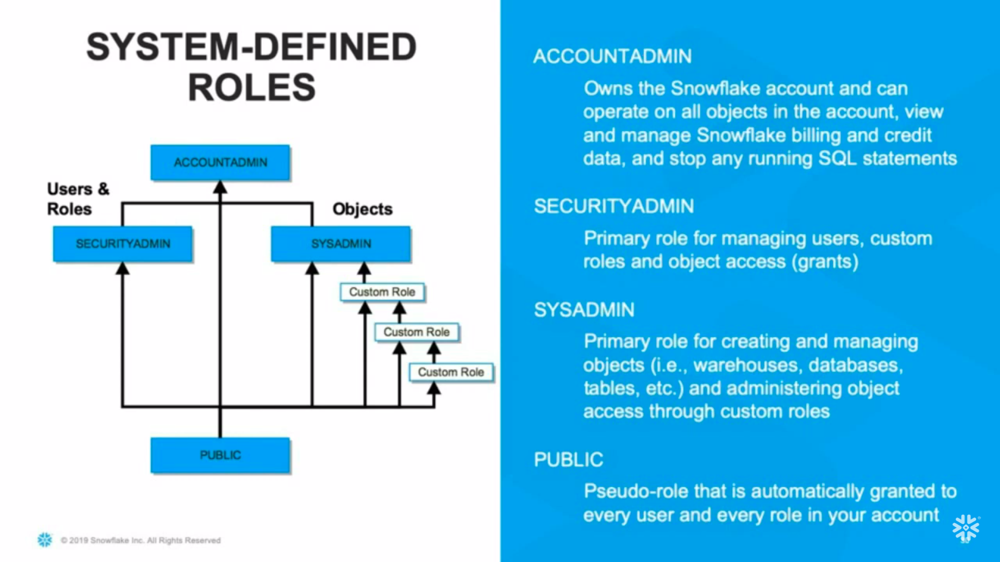 SYSTEM-DEFINED
ROLES
ACCOUNTADMIN
Users &
Roles
Objects
SECURITYADMIN
SYSADMIN
Custom Role
Custom Role
Custom Role
PUBLIC
© 2019 Snowflake Inc. All Rights Reserved
ACCOUNTADMIN
Owns the Snowflake account and can
operate on all objects in the account, view
and manage Snowflake billing and credit
data, and stop any running SQL statements
SECURITYADMIN
Primary role for managing users, custom
roles and object access (grants)
SYSADMIN
Primary role for creating and managing
objects (i.e., warehouses, databases,
tables, etc.) and administering object
access through custom roles
PUBLIC
Pseudo-role that is automatically granted to
every user and every role in your account